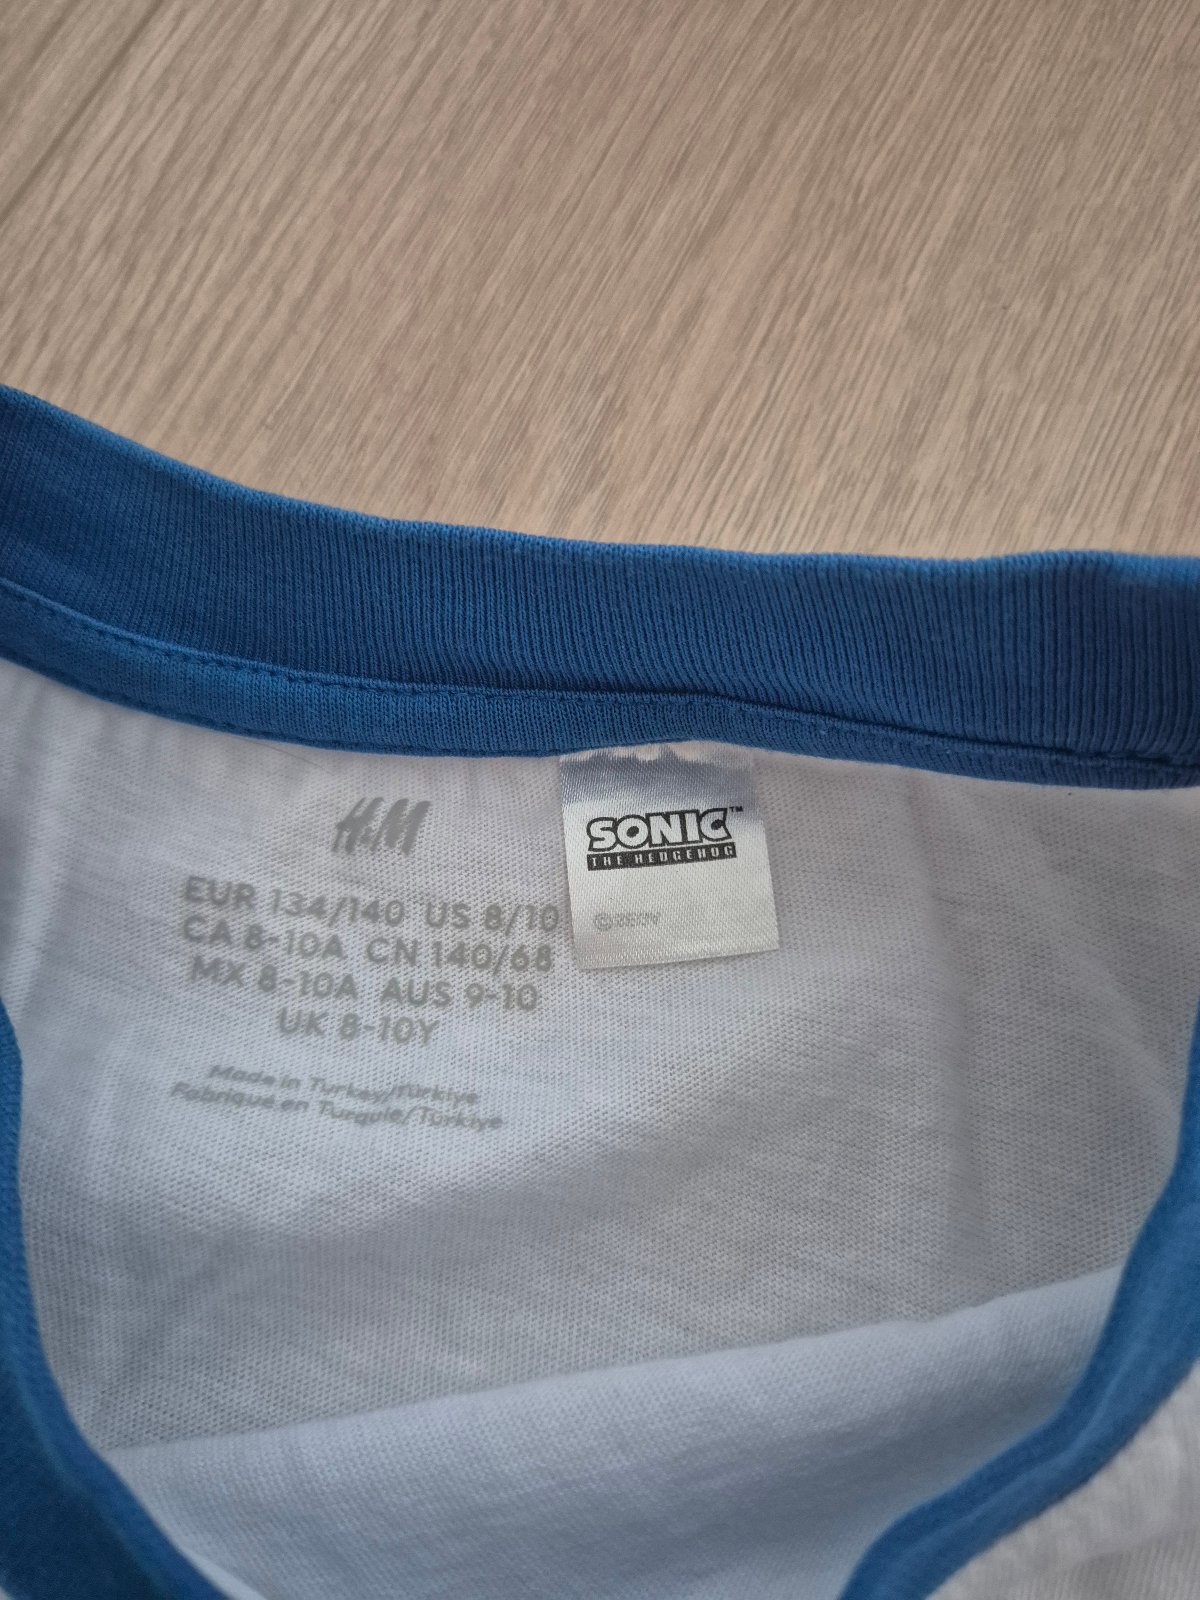 H&M
EUR 134/140 US 8/10
CA 8-10A CN 140/68
MX 8-10A AUS 9-10
UK 8-10Y
Made in Turkey/Türkiye
Fabriqué en Turquie/Türkiye
SONIC™
THE HEDGEHOG
©